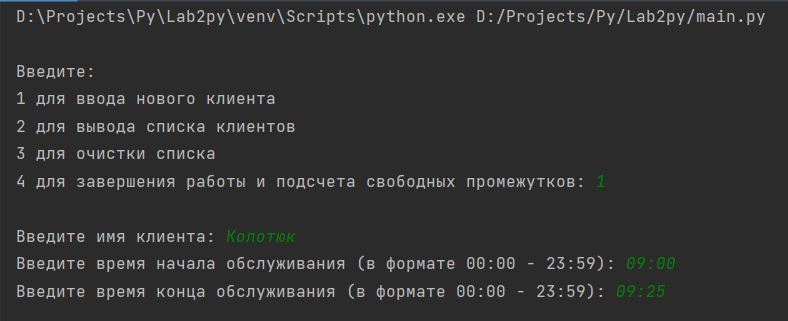 D:\Projects\Py\Lab2py\venv\Scripts\python.exe D:/Projects/Py/Lab2py/main.py
Введите:
1 для ввода нового клиента
2 для вывода списка клиентов
3 для очистки списка
4 для завершения работы и подсчета свободных промежутков: 1
Введите имя клиента: Колотюк
Введите время начала обслуживания (в формате 00:00 - 23:59): 09:00
Введите время конца обслуживания (в формате 00:00 - 23:59): 09:25